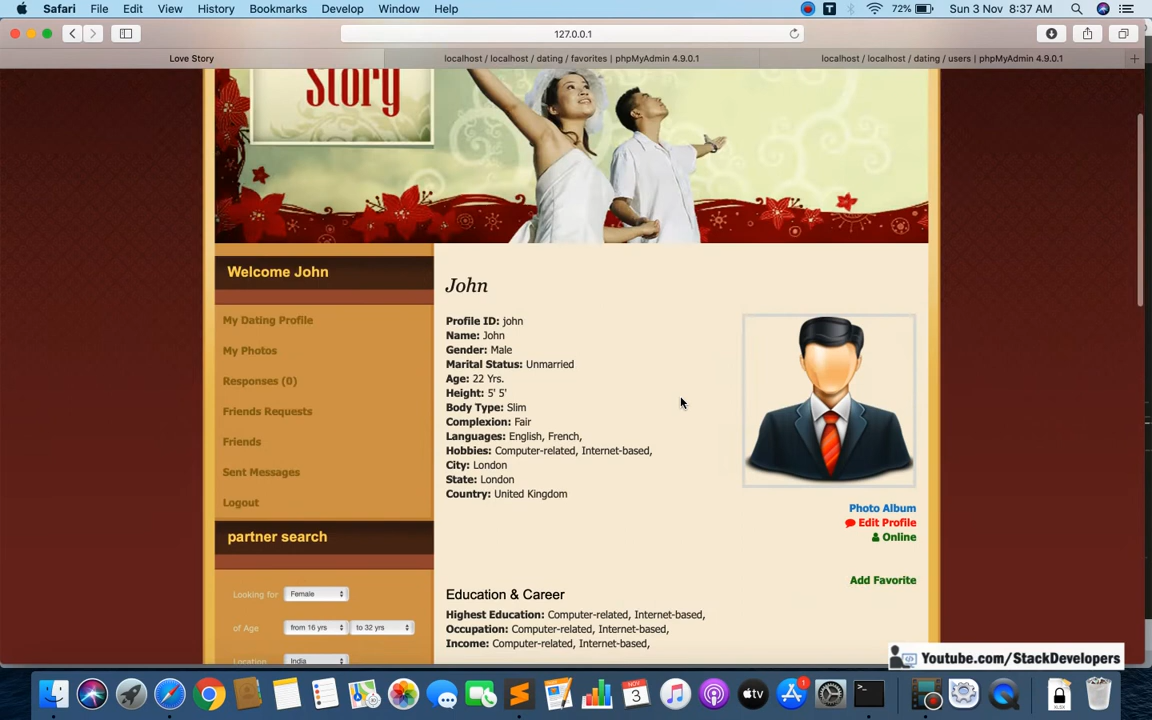 Safari File Edit View History Bookmarks Develop Window Help 72% Sun 3 Nov 8:37 AM
127.0.0.1
Love Story localhost / localhost / dating / favorites | phpMyAdmin 4.9.0.1 localhost / localhost / dating / users | phpMyAdmin 4.9.0.1
Story
Welcome John
My Dating Profile
My Photos
Responses (0)
Friends Requests
Friends
Sent Messages
Logout
partner search
Looking for Female
of Age from 16 yrs to 32 yrs
Location India
John
Profile ID: john
Name: John
Gender: Male
Marital Status: Unmarried
Age: 22 Yrs.
Height: 5' 5'
Body Type: Slim
Complexion: Fair
Languages: English, French,
Hobbies: Computer-related, Internet-based,
City: London
State: London
Country: United Kingdom
Photo Album
Edit Profile
Online
Add Favorite
Education & Career
Highest Education: Computer-related, Internet-based,
Occupation: Computer-related, Internet-based,
Income: Computer-related, Internet-based,
Youtube.com/StackDevelopers